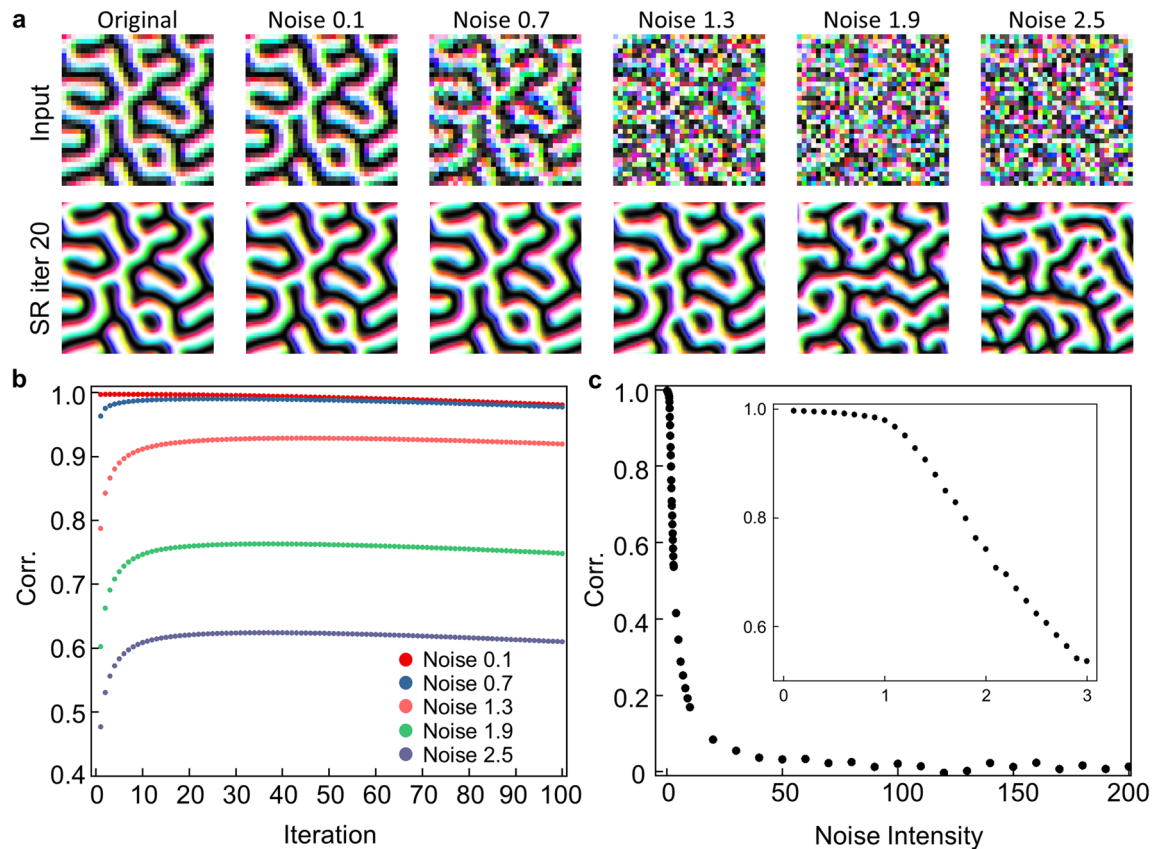 a
Original Noise 0.1 Noise 0.7 Noise 1.3 Noise 1.9 Noise 2.5
Input
SR iter 20
b
1.0
0.9
0.8
0.7
0.6
0.5
0.4
Corr.
0 10 20 30 40 50 60 70 80 90 100
Iteration
Noise 0.1
Noise 0.7
Noise 1.3
Noise 1.9
Noise 2.5
c
1.0
0.8
0.6
0.4
0.2
0
Corr.
0 50 100 150 200
Noise Intensity
1.0
0.8
0.6
0 1 2 3